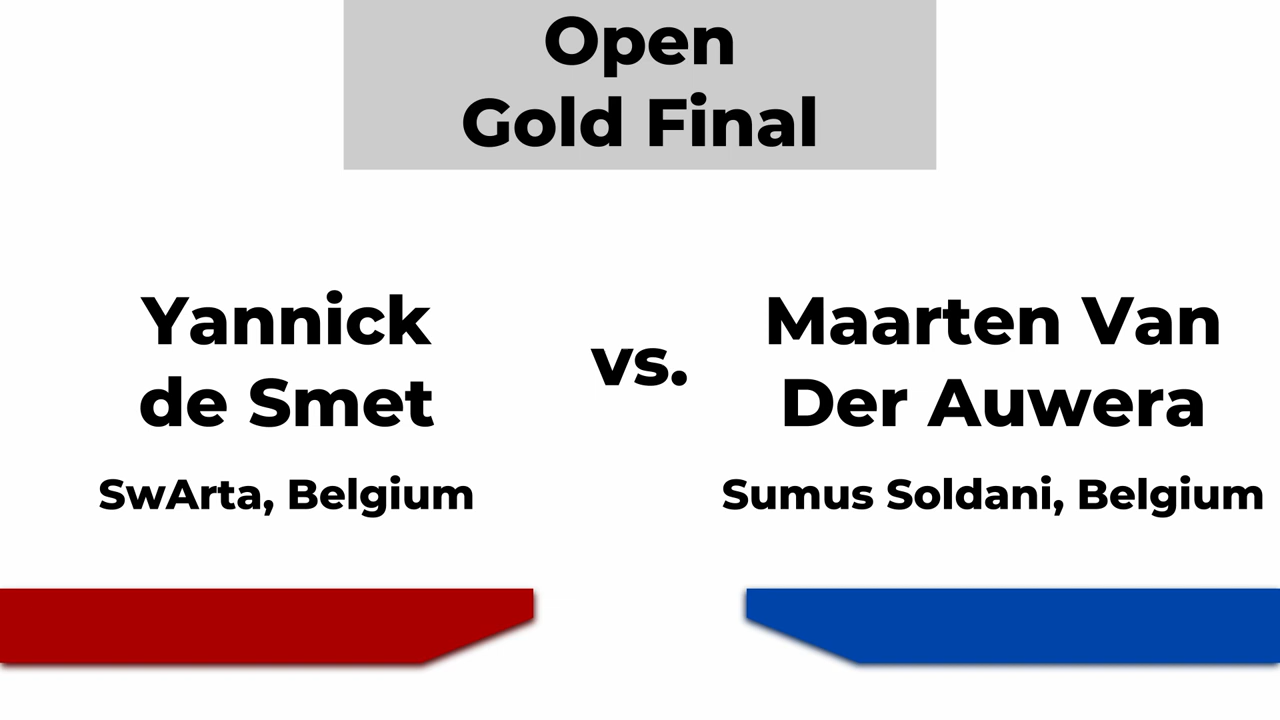 Open
Gold Final
Yannick
de Smet
SwArta, Belgium
vs.
Maarten Van
Der Auwera
Sumus Soldani, Belgium